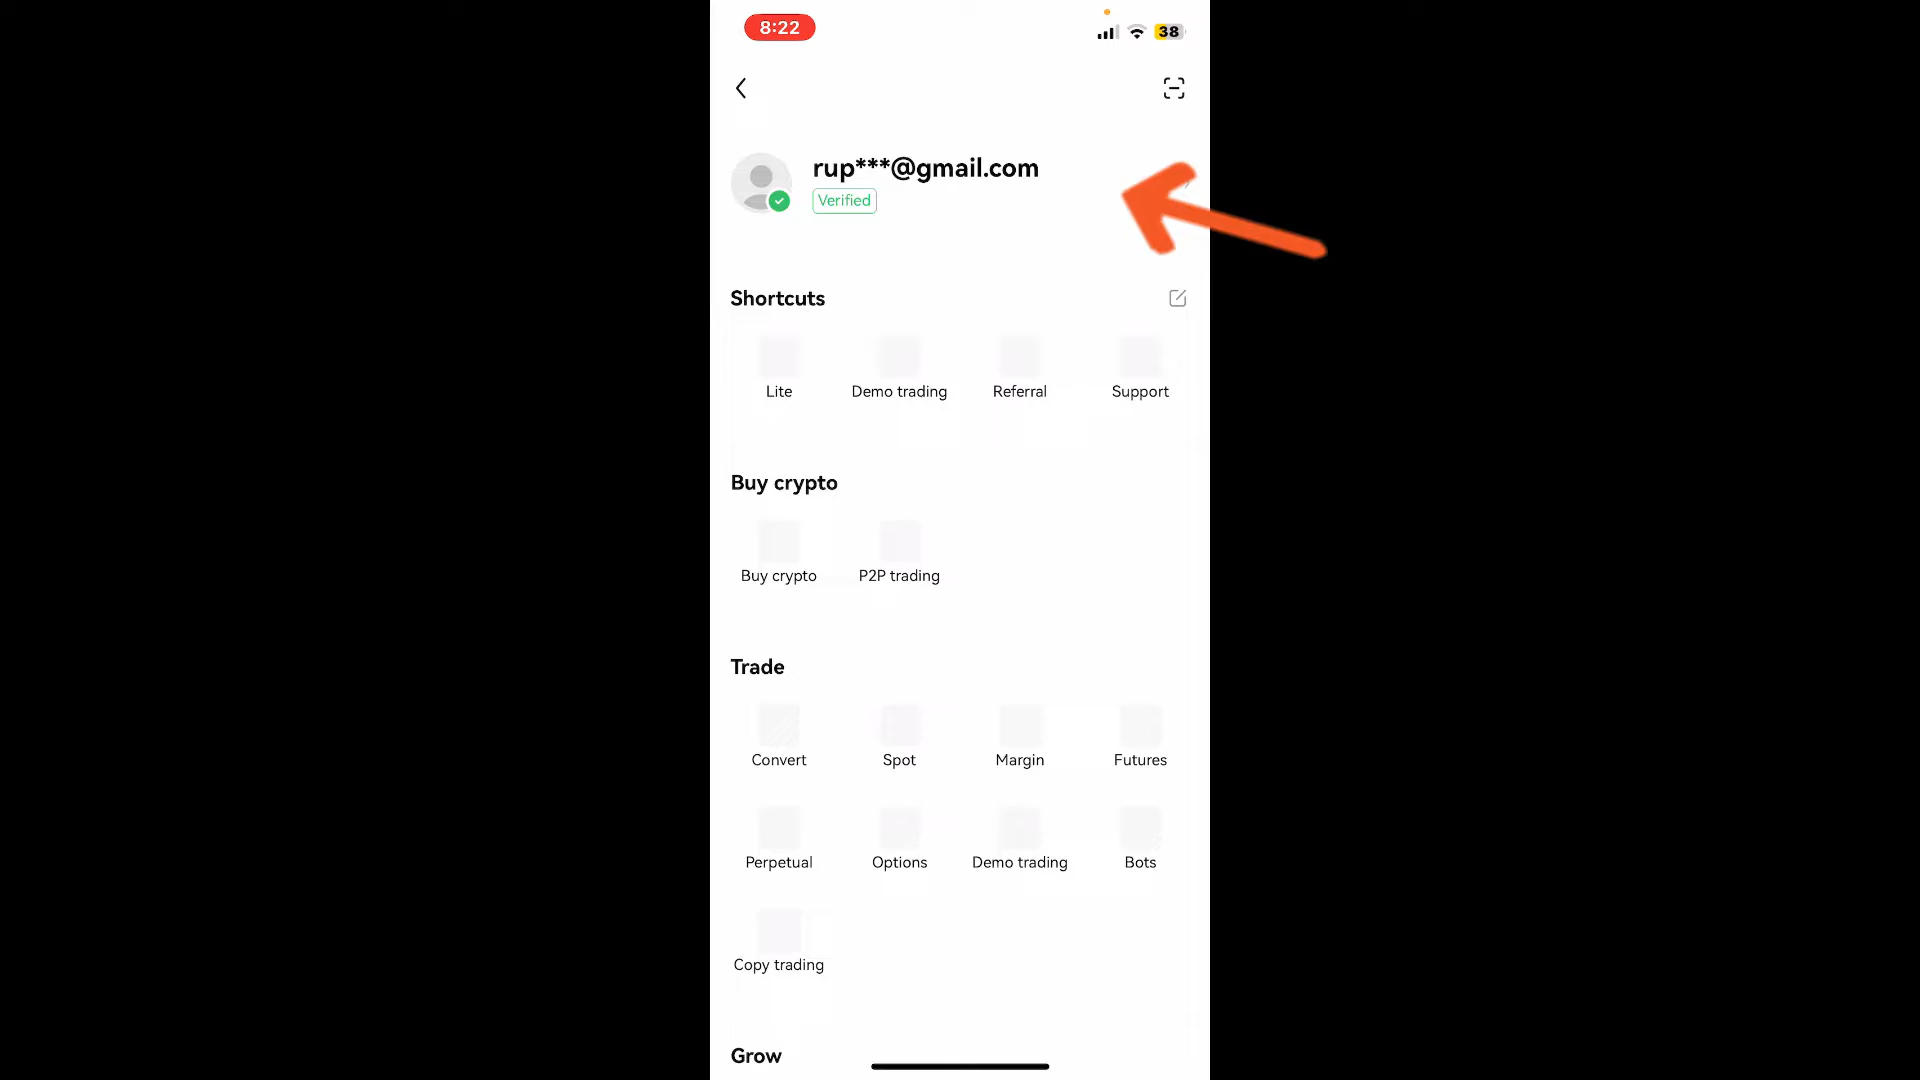 8:22
38
rup***@gmail.com
Verified
Shortcuts
Lite
Demo trading
Referral
Support
Buy crypto
Buy crypto
P2P trading
Trade
Convert
Spot
Margin
Futures
Perpetual
Options
Demo trading
Bots
Copy trading
Grow